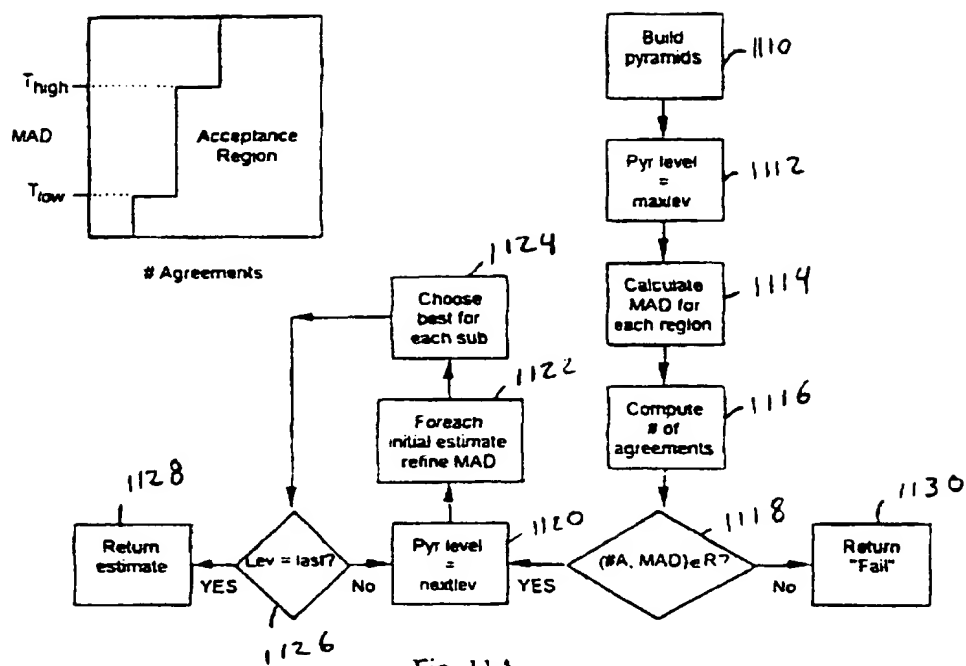 Build
pyramids
1110
Thigh
MAD
Acceptance
Region
Tlow
# Agreements
Pyr level
=
maxlev
1112
Calculate
MAD for
each region
1114
Compute
# of
agreements
1116
(#A, MAD)∈R?
1118
YES
No
Return
"Fail"
1130
Pyr level
=
nextlev
1120
Foreach
initial estimate
refine MAD
1122
Choose
best for
each sub
1124
Lev = last?
1126
YES
No
Return
estimate
1128